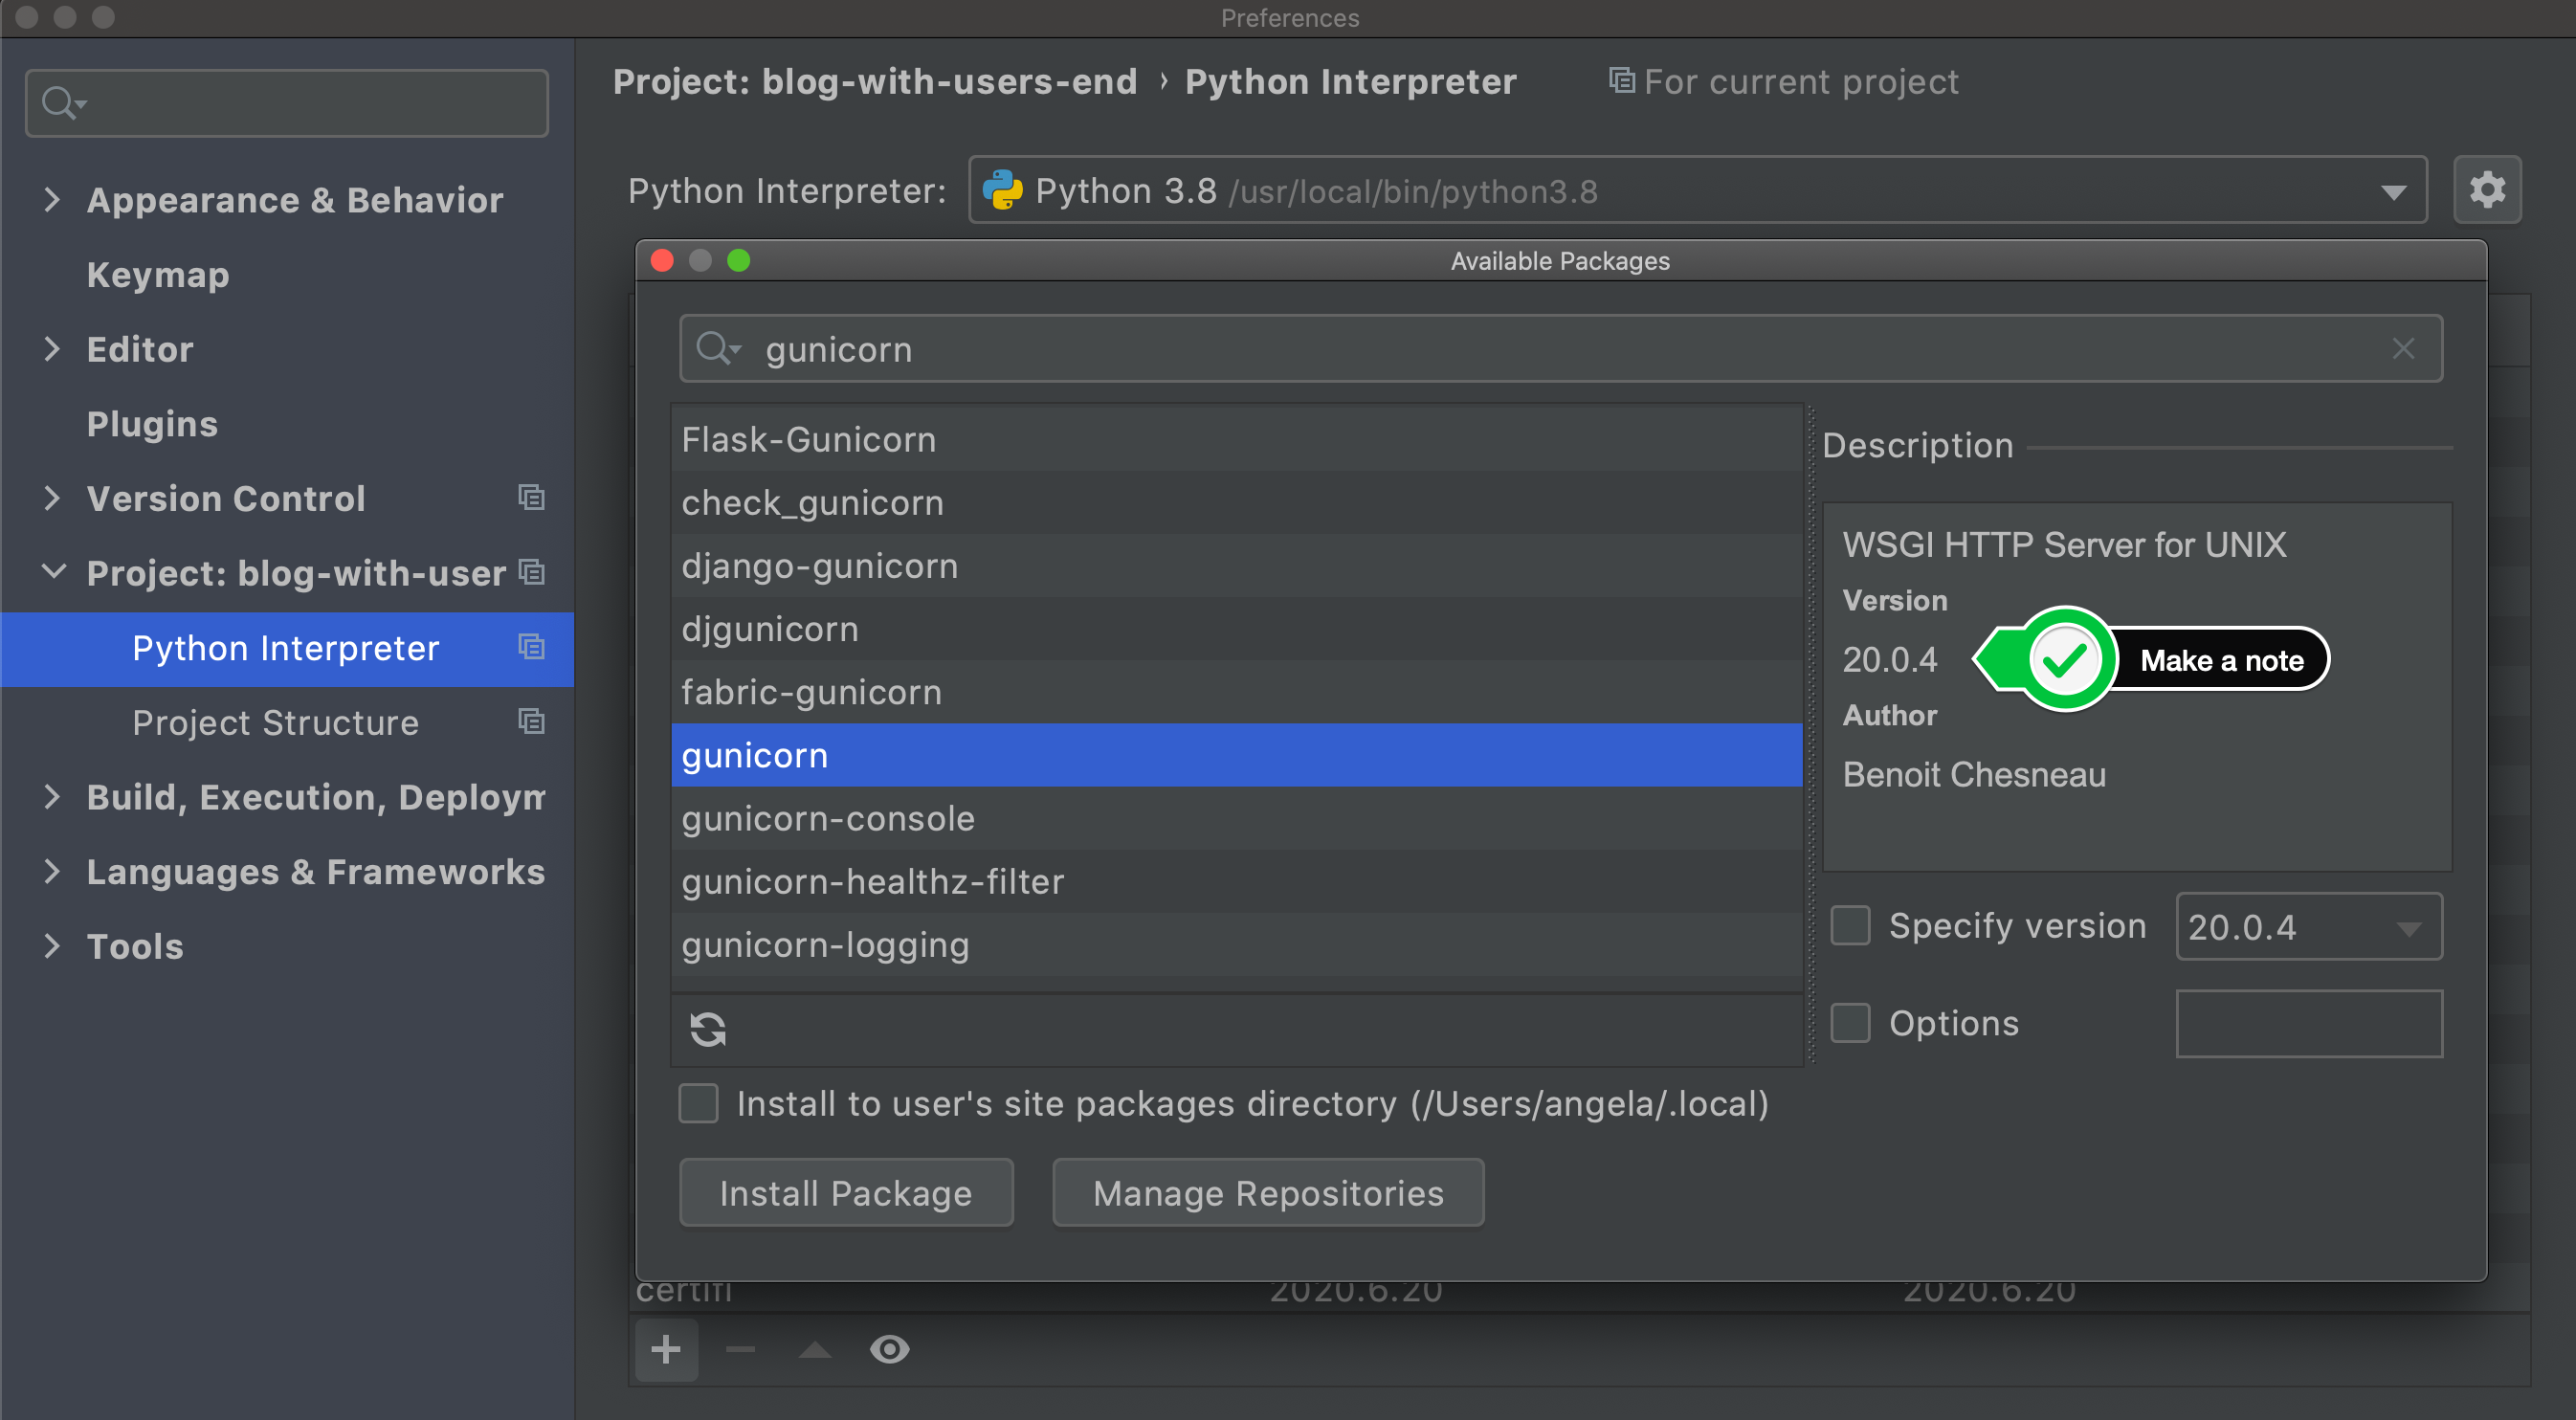 Preferences
Project: blog-with-users-end › Python Interpreter
For current project
Appearance & Behavior
Keymap
Editor
Plugins
Version Control
Project: blog-with-user
Python Interpreter
Project Structure
Build, Execution, Deploym
Languages & Frameworks
Tools
Python Interpreter: Python 3.8 /usr/local/bin/python3.8
Available Packages
gunicorn
Flask-Gunicorn
check_gunicorn
django-gunicorn
djgunicorn
fabric-gunicorn
gunicorn
gunicorn-console
gunicorn-healthz-filter
gunicorn-logging
Description
WSGI HTTP Server for UNIX
Version
20.0.4
Make a note
Author
Benoit Chesneau
Specify version 20.0.4
Options
Install to user's site packages directory (/Users/angela/.local)
Install Package
Manage Repositories
certifi 2020.6.20 2020.6.20